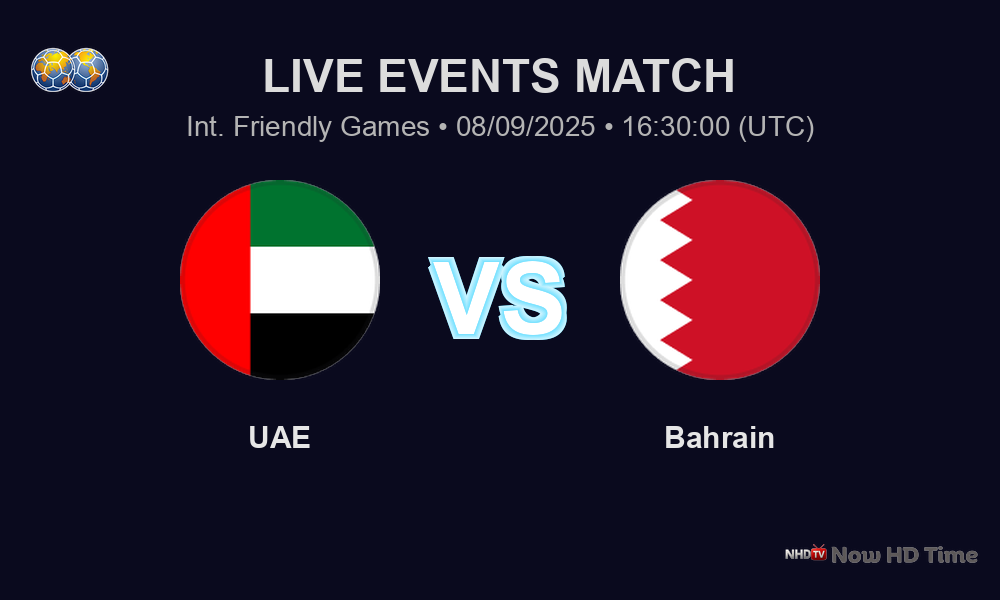 LIVE EVENTS MATCH
Int. Friendly Games • 08/09/2025 • 16:30:00 (UTC)
VS
UAE
Bahrain
NHDTV Now HD Time